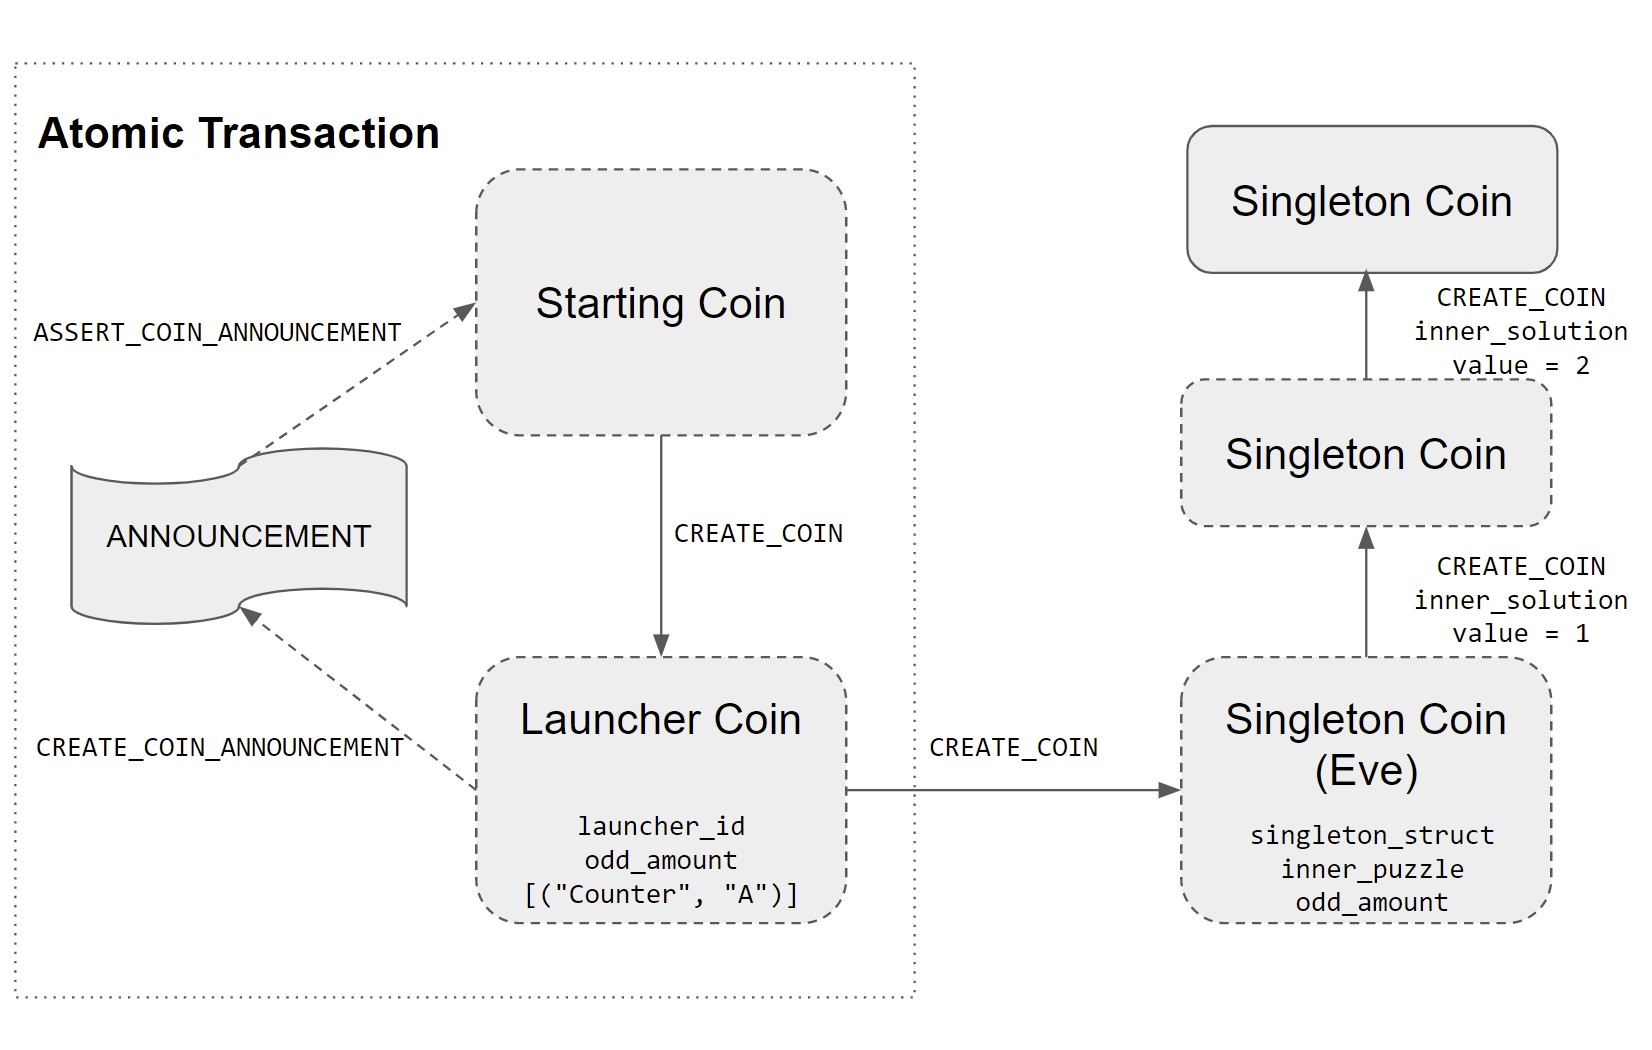 Atomic Transaction
Starting Coin
ASSERT_COIN_ANNOUNCEMENT
ANNOUNCEMENT
CREATE_COIN
CREATE_COIN_ANNOUNCEMENT
Launcher Coin
launcher_id
odd_amount
[("Counter", "A")]
CREATE_COIN
Singleton Coin
(Eve)
singleton_struct
inner_puzzle
odd_amount
CREATE_COIN
inner_solution
value = 1
Singleton Coin
CREATE_COIN
inner_solution
value = 2
Singleton Coin